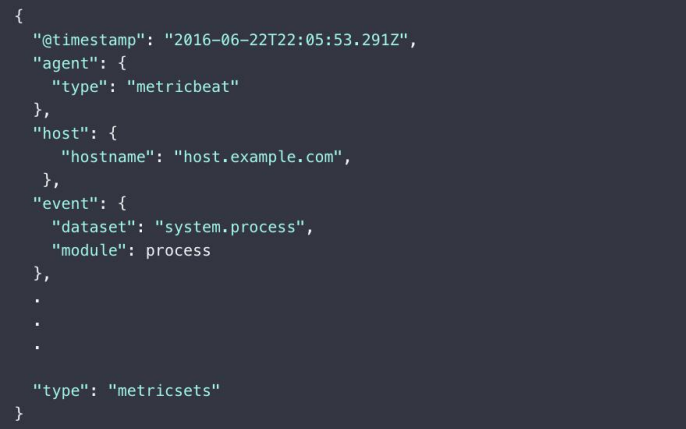 {
  "@timestamp": "2016-06-22T22:05:53.291Z",
  "agent": {
    "type": "metricbeat"
  },
  "host": {
     "hostname": "host.example.com",
   },
  "event": {
    "dataset": "system.process",
    "module": process
  },
  .
  .
  .

  "type": "metricsets"
}